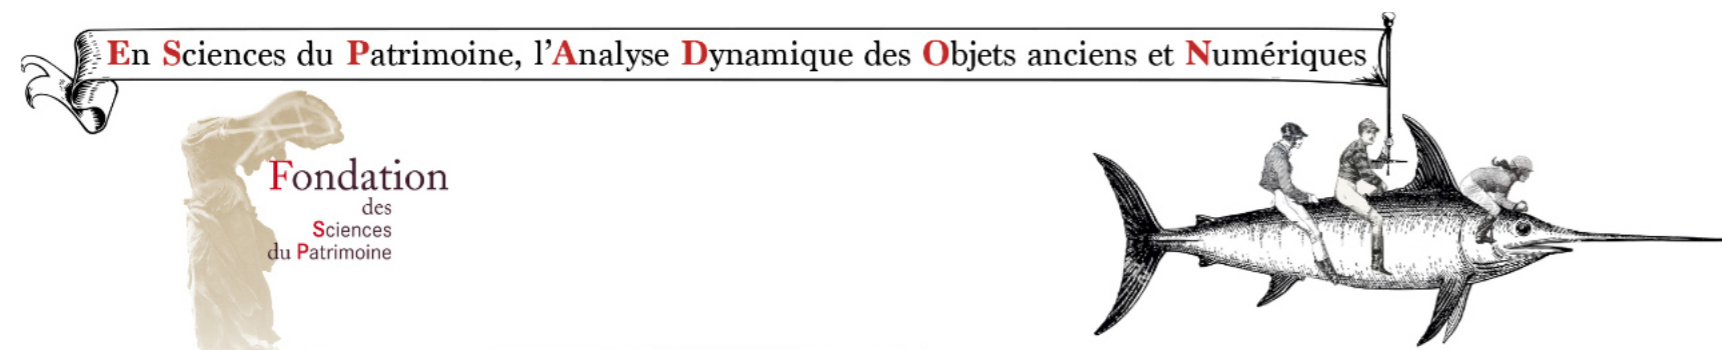 En Sciences du Patrimoine, l’Analyse Dynamique des Objets anciens et Numériques
Fondation
des
Sciences
du Patrimoine